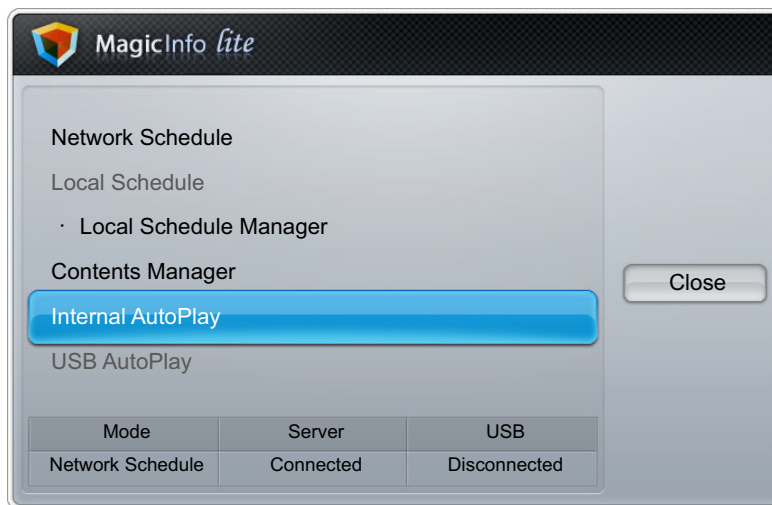 MagicInfo lite
Network Schedule
Local Schedule
· Local Schedule Manager
Contents Manager
Close
Internal AutoPlay
USB AutoPlay
Mode Server USB
Network Schedule Connected Disconnected